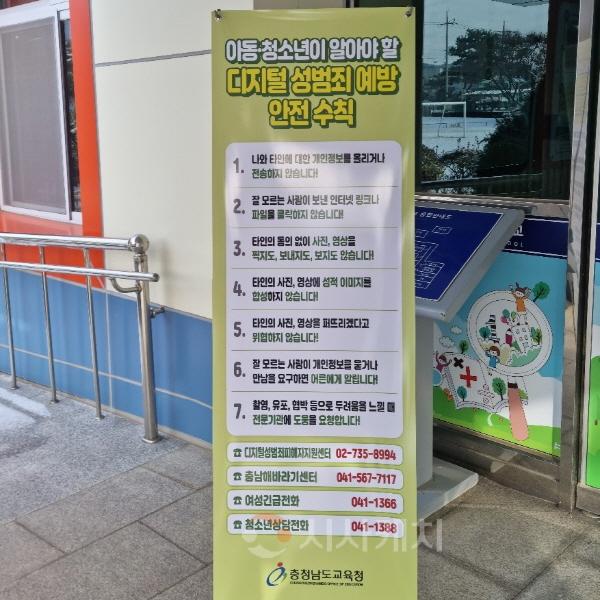 아동·청소년이 알아야 할
디지털 성범죄 예방
안전 수칙
1. 나와 타인에 대한 개인정보를 올리거나
전송하지 않습니다!
2. 잘 모르는 사람이 보낸 인터넷 링크나
파일을 클릭하지 않습니다!
3. 타인의 동의 없이 사진, 영상을
찍지도, 보내지도, 보지도 않습니다!
4. 타인의 사진, 영상에 성적 이미지를
합성하지 않습니다!
5. 타인의 사진, 영상을 퍼뜨리겠다고
위협하지 않습니다!
6. 잘 모르는 사람이 개인정보를 묻거나
만남을 요구하면 어른에게 알립니다!
7. 촬영, 유포, 협박 등으로 두려움을 느낄 때
전문기관에 도움을 요청합니다!
☎ 디지털성범죄피해자지원센터 02-735-8994
☎ 충남해바라기센터 041-567-7117
☎ 여성긴급전화 041-1366
☎ 청소년상담전화 041-1388
시사캐치
충청남도교육청